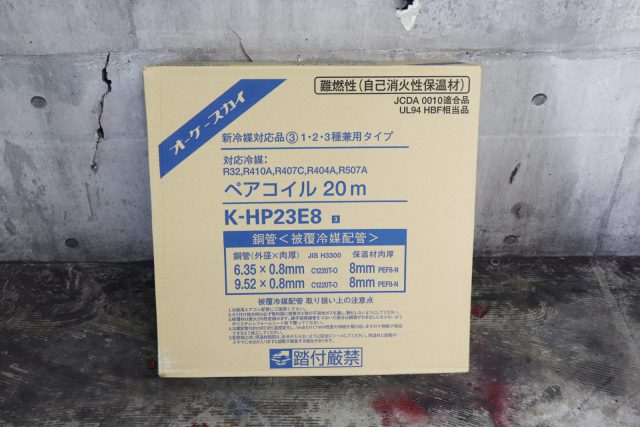 オーケースカイ
難燃性(自己消火性保温材)
JCDA 0010適合品
UL94 HBF相当品
新冷媒対応品③1・2・3種兼用タイプ
対応冷媒:
R32,R410A,R407C,R404A,R507A
ペアコイル 20m
K-HP23E8 3
銅管<被覆冷媒配管>
銅管(外径×肉厚) JIS H3300 保温材肉厚
6.35×0.8mm C1220T-O 8mm PEF8-N
9.52×0.8mm C1220T-O 8mm PEF8-N
被覆冷媒配管 取り扱い上の注意点
踏付厳禁